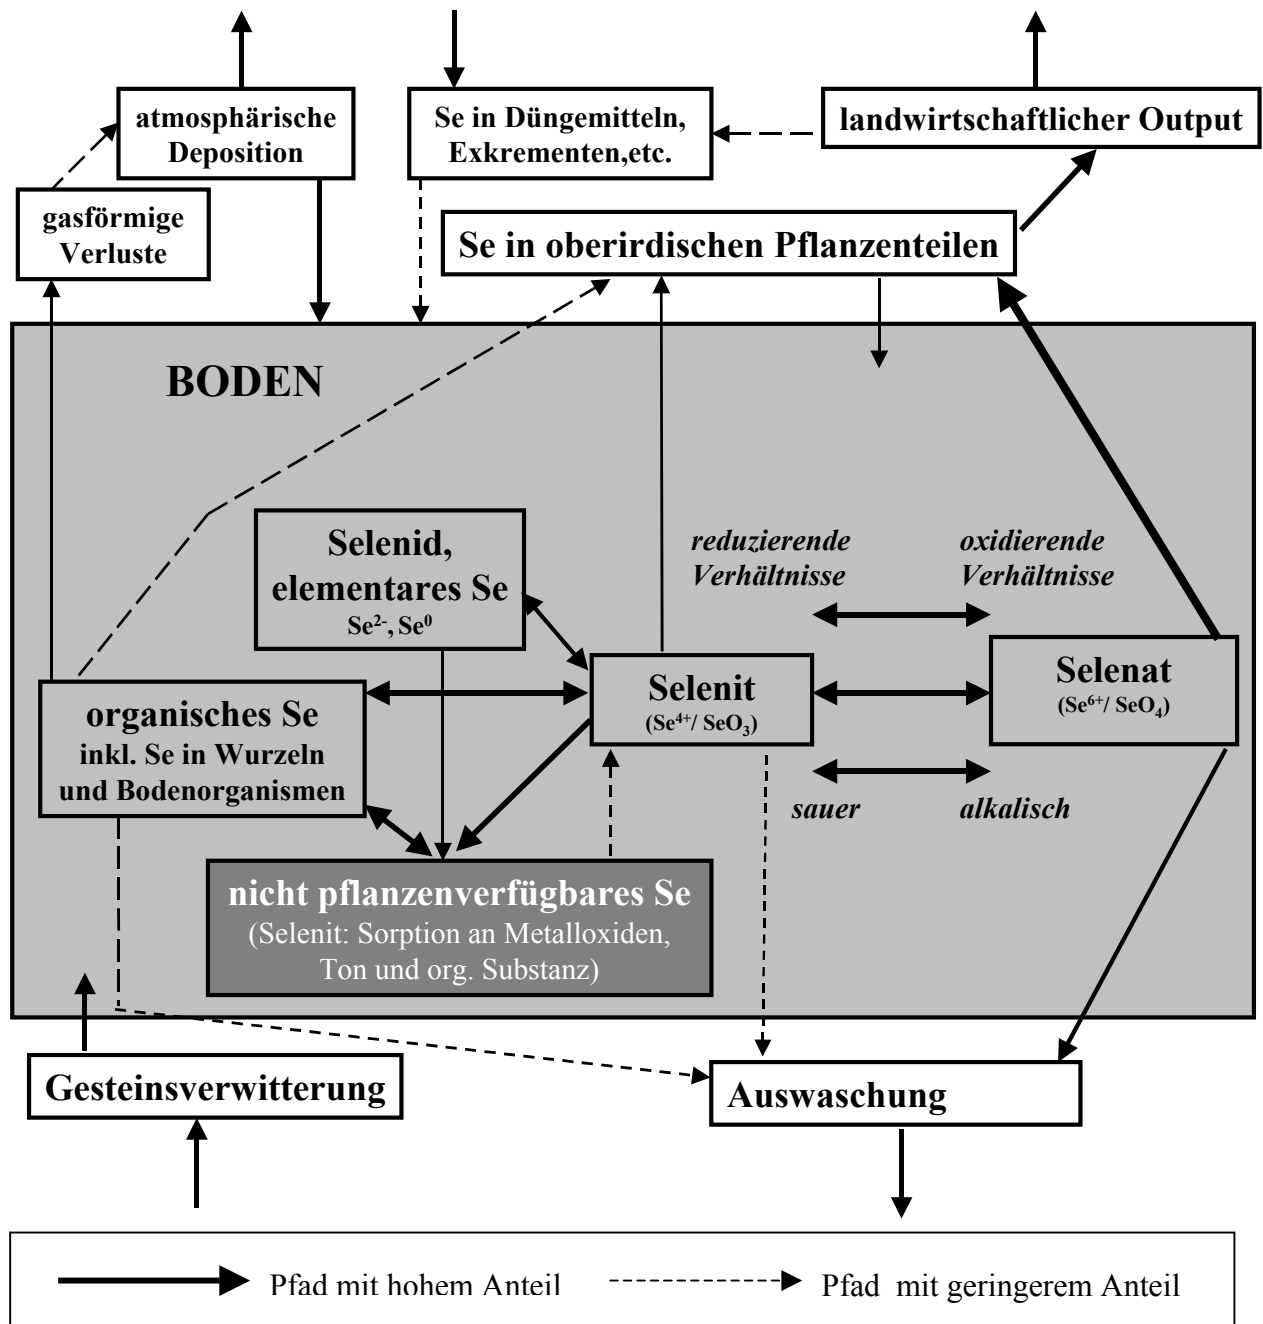 atmosphärische
Deposition
Se in Düngemitteln,
Exkrementen,etc.
landwirtschaftlicher Output
gasförmige
Verluste
Se in oberirdischen Pflanzenteilen
BODEN
Selenid,
elementares Se
Se²⁻, Se⁰
reduzierende
Verhältnisse
oxidierende
Verhältnisse
organisches Se
inkl. Se in Wurzeln
und Bodenorganismen
Selenit
(Se⁴⁺/ SeO₃)
Selenat
(Se⁶⁺/ SeO₄)
sauer
alkalisch
nicht pflanzenverfügbares Se
(Selenit: Sorption an Metalloxiden,
Ton und org. Substanz)
Gesteinsverwitterung
Auswaschung
Pfad mit hohem Anteil
Pfad mit geringerem Anteil